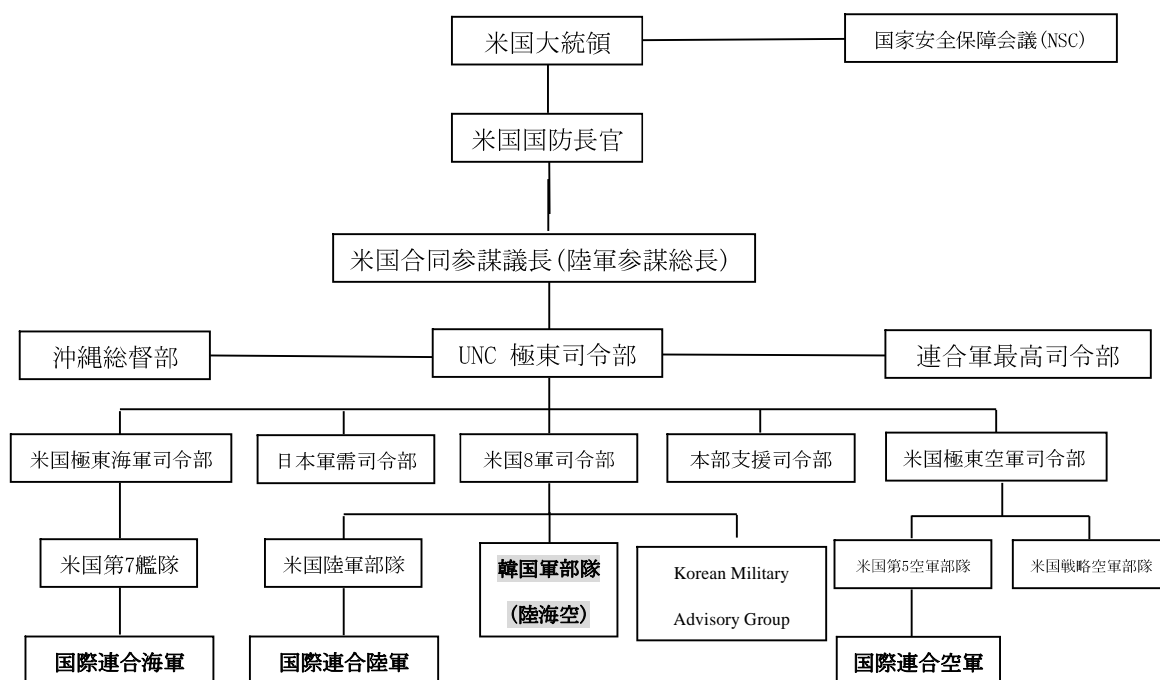 米国大統領
国家安全保障会議(NSC)
米国国防長官
米国合同参謀議長(陸軍参謀総長)
沖縄総督部
UNC 極東司令部
連合軍最高司令部
米国極東海軍司令部
日本軍需司令部
米国8軍司令部
本部支援司令部
米国極東空軍司令部
米国第7艦隊
米国陸軍部隊
韓国軍部隊
(陸海空)
Korean Military
Advisory Group
米国第5空軍部隊
米国戦略空軍部隊
国際連合海軍
国際連合陸軍
国際連合空軍